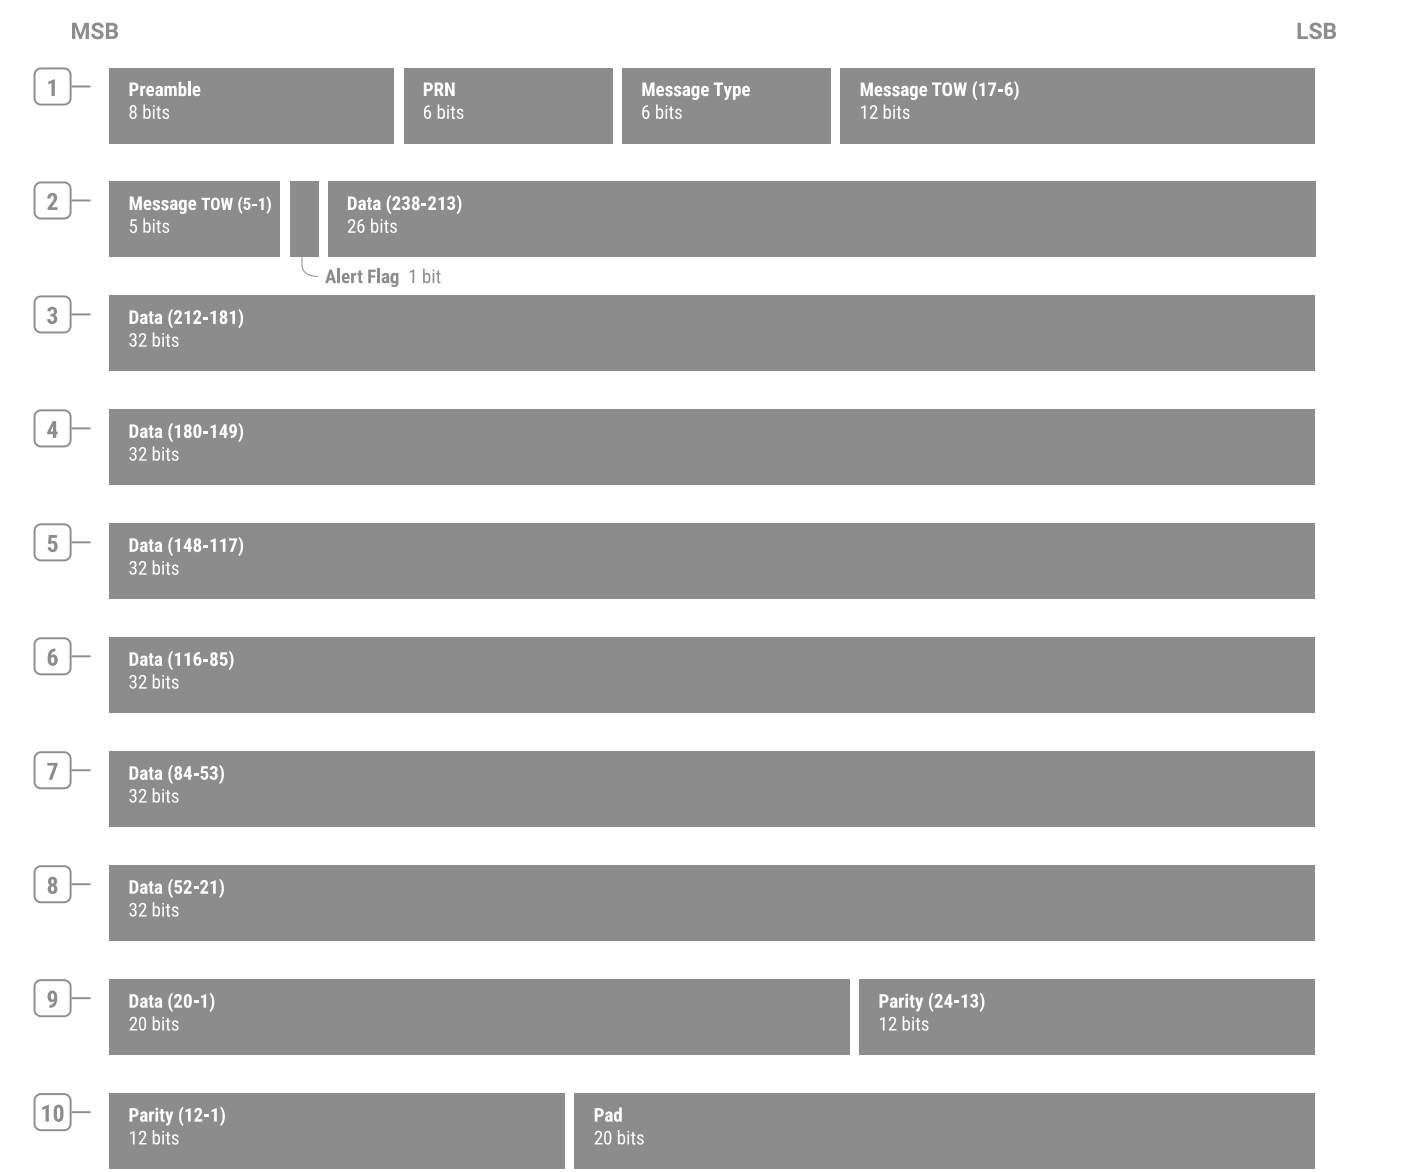 MSB
LSB
1
Preamble
8 bits
PRN
6 bits
Message Type
6 bits
Message TOW (17-6)
12 bits
2
Message TOW (5-1)
5 bits
Data (238-213)
26 bits
Alert Flag 1 bit
3
Data (212-181)
32 bits
4
Data (180-149)
32 bits
5
Data (148-117)
32 bits
6
Data (116-85)
32 bits
7
Data (84-53)
32 bits
8
Data (52-21)
32 bits
9
Data (20-1)
20 bits
Parity (24-13)
12 bits
10
Parity (12-1)
12 bits
Pad
20 bits